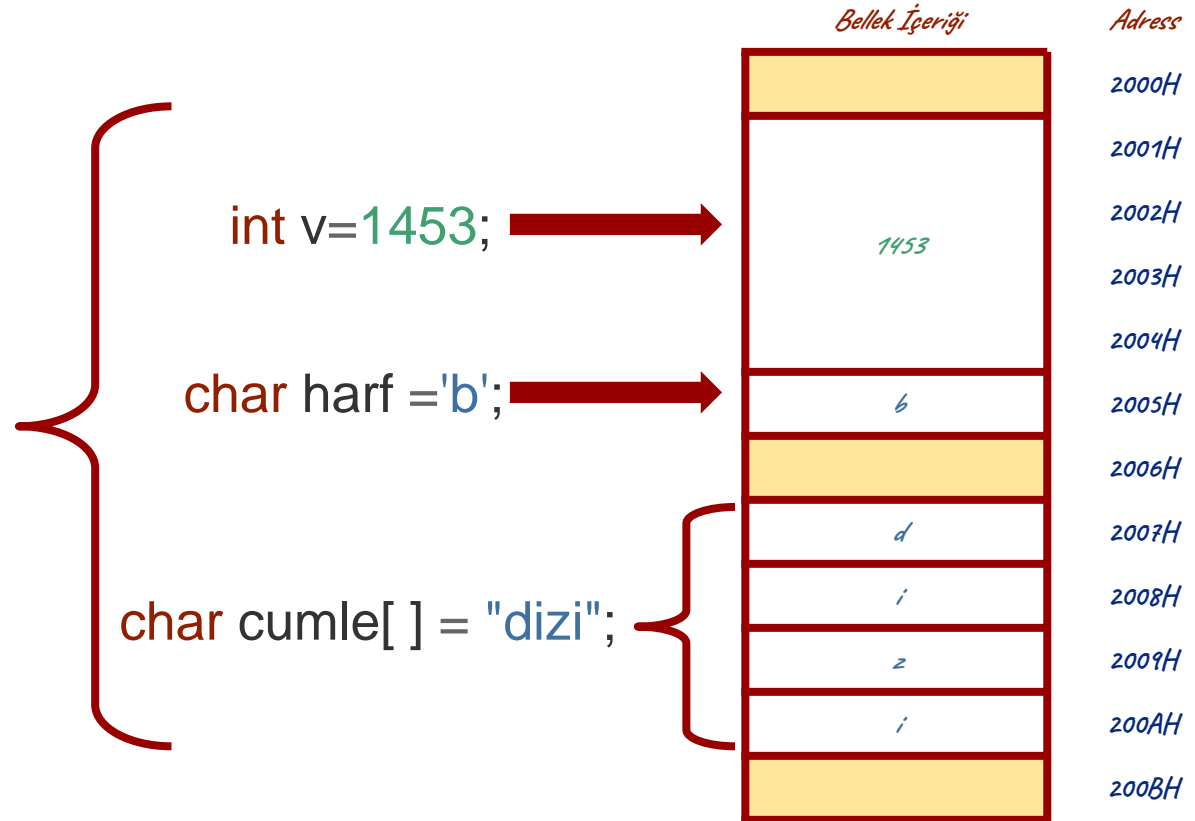 Bellek İçeriği Adress
2000H
2001H
int v=1453; 2002H
1453
2003H
2004H
char harf ='b'; b 2005H
2006H
d 2007H
i 2008H
char cumle[ ] = "dizi";
z 2009H
i 200AH
200BH